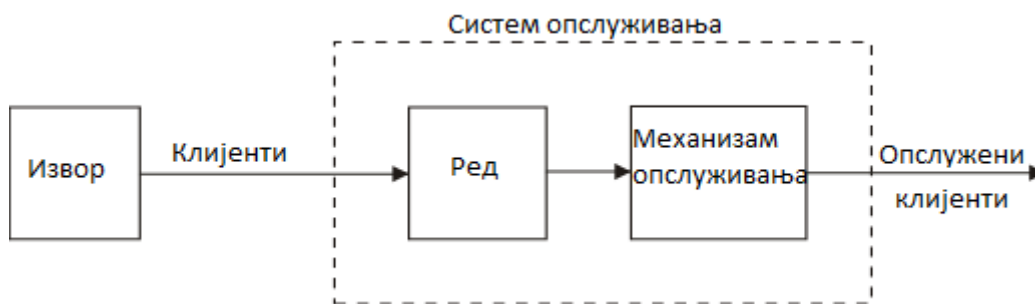 Систем опслуживања
Извор
Клијенти
Ред
Механизам
опслуживања
Опслужени
клијенти